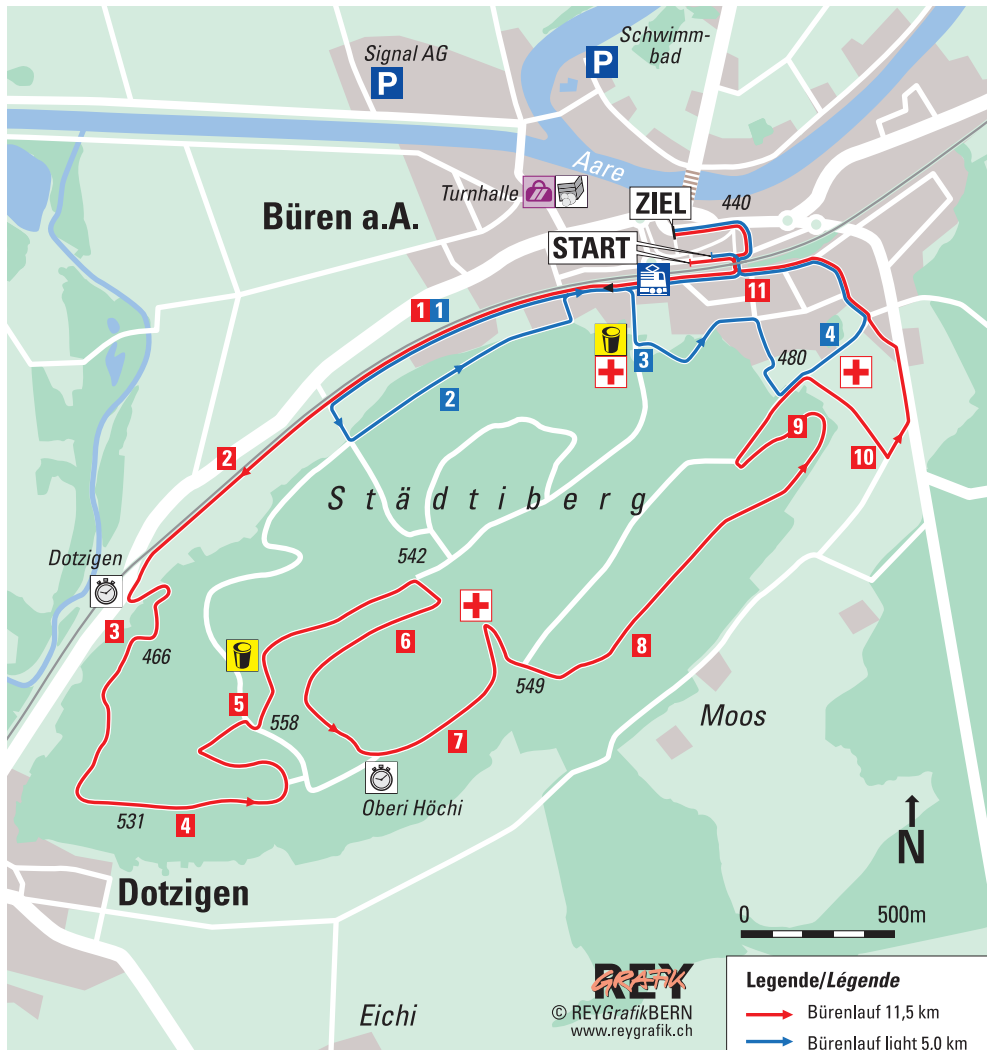 Signal AG
P
Schwimm-
bad
P
Aare
Turnhalle
Büren a.A.
ZIEL
440
START
1 1
11
3
4
480
2
9
10
2
Städtiberg
Dotzigen
542
3
466
6
8
549
5
558
7
Moos
Oberi Höchi
531
4
N
Dotzigen
0 500m
REY
GRAFIK
© REYGrafikBERN
www.reygrafik.ch
Eichi
Legende/Légende
Bürenlauf 11,5 km
Bürenlauf light 5.0 km